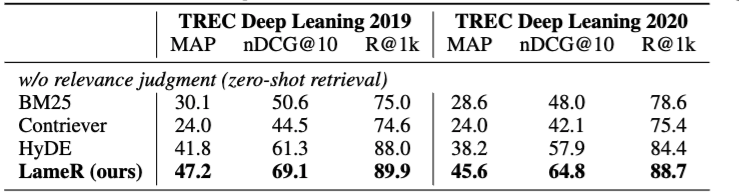 TREC Deep Leaning 2019 TREC Deep Leaning 2020
MAP nDCG@10 R@1k MAP nDCG@10 R@1k
w/o relevance judgment (zero-shot retrieval)
BM25 30.1 50.6 75.0 28.6 48.0 78.6
Contriever 24.0 44.5 74.6 24.0 42.1 75.4
HyDE 41.8 61.3 88.0 38.2 57.9 84.4
LameR (ours) 47.2 69.1 89.9 45.6 64.8 88.7